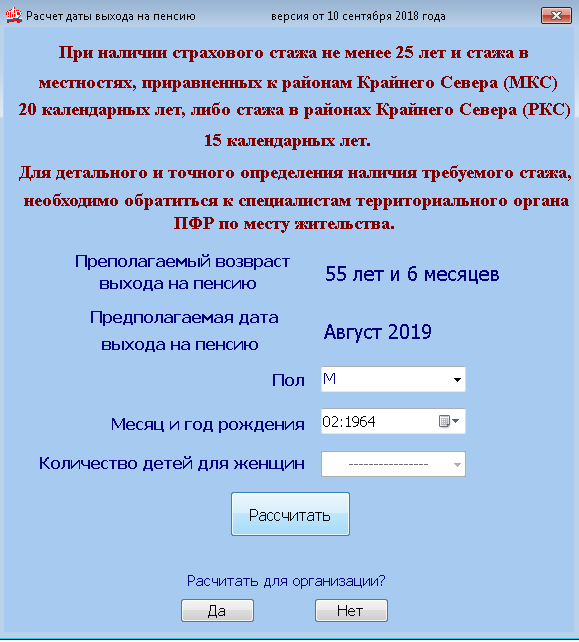 Расчет даты выхода на пенсию версия от 10 сентября 2018 года
При наличии страхового стажа не менее 25 лет и стажа в
местностях, приравненных к районам Крайнего Севера (МКС)
20 календарных лет, либо стажа в районах Крайнего Севера (РКС)
15 календарных лет.
Для детального и точного определения наличия требуемого стажа,
необходимо обратиться к специалистам территориального органа
ПФР по месту жительства.
Преполагаемый возвраст
выхода на пенсию
55 лет и 6 месяцев
Предполагаемая дата
выхода на пенсию
Август 2019
Пол М
Месяц и год рождения 02:1964
Количество детей для женщин ----------------
Рассчитать
Расчитать для организации?
Да Нет